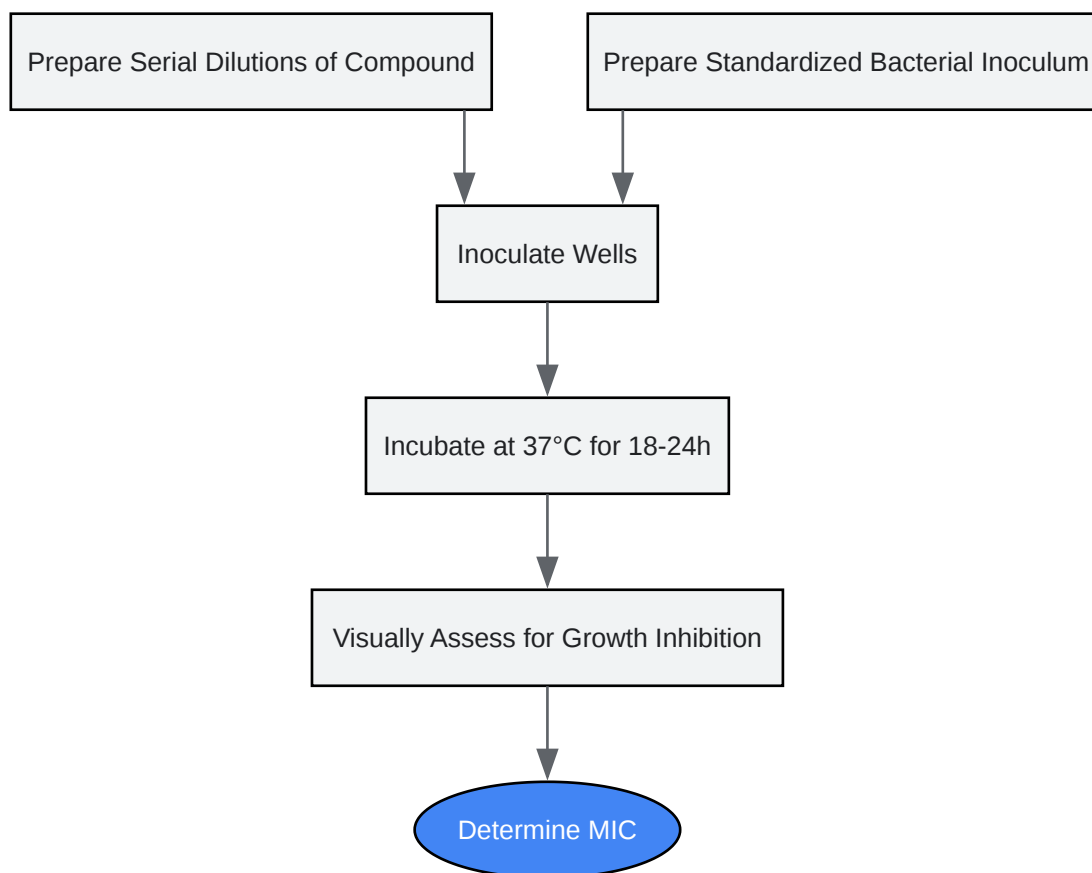 Prepare Serial Dilutions of Compound
Prepare Standardized Bacterial Inoculum
Inoculate Wells
Incubate at 37°C for 18-24h
Visually Assess for Growth Inhibition
Determine MIC